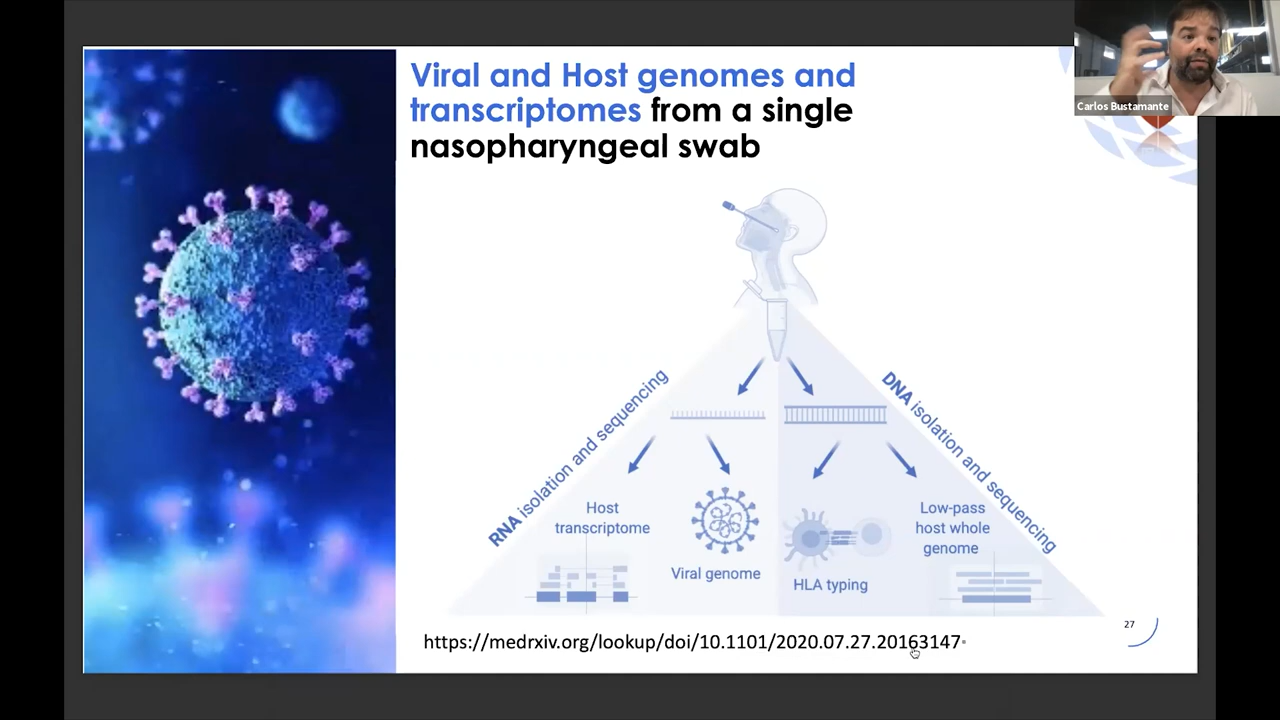 Viral and Host genomes and
transcriptomes from a single
nasopharyngeal swab
Carlos Bustamante
RNA isolation and sequencing
DNA isolation and sequencing
Host
transcriptome
Viral genome
HLA typing
Low-pass
host whole
genome
https://medrxiv.org/lookup/doi/10.1101/2020.07.27.20163147
27